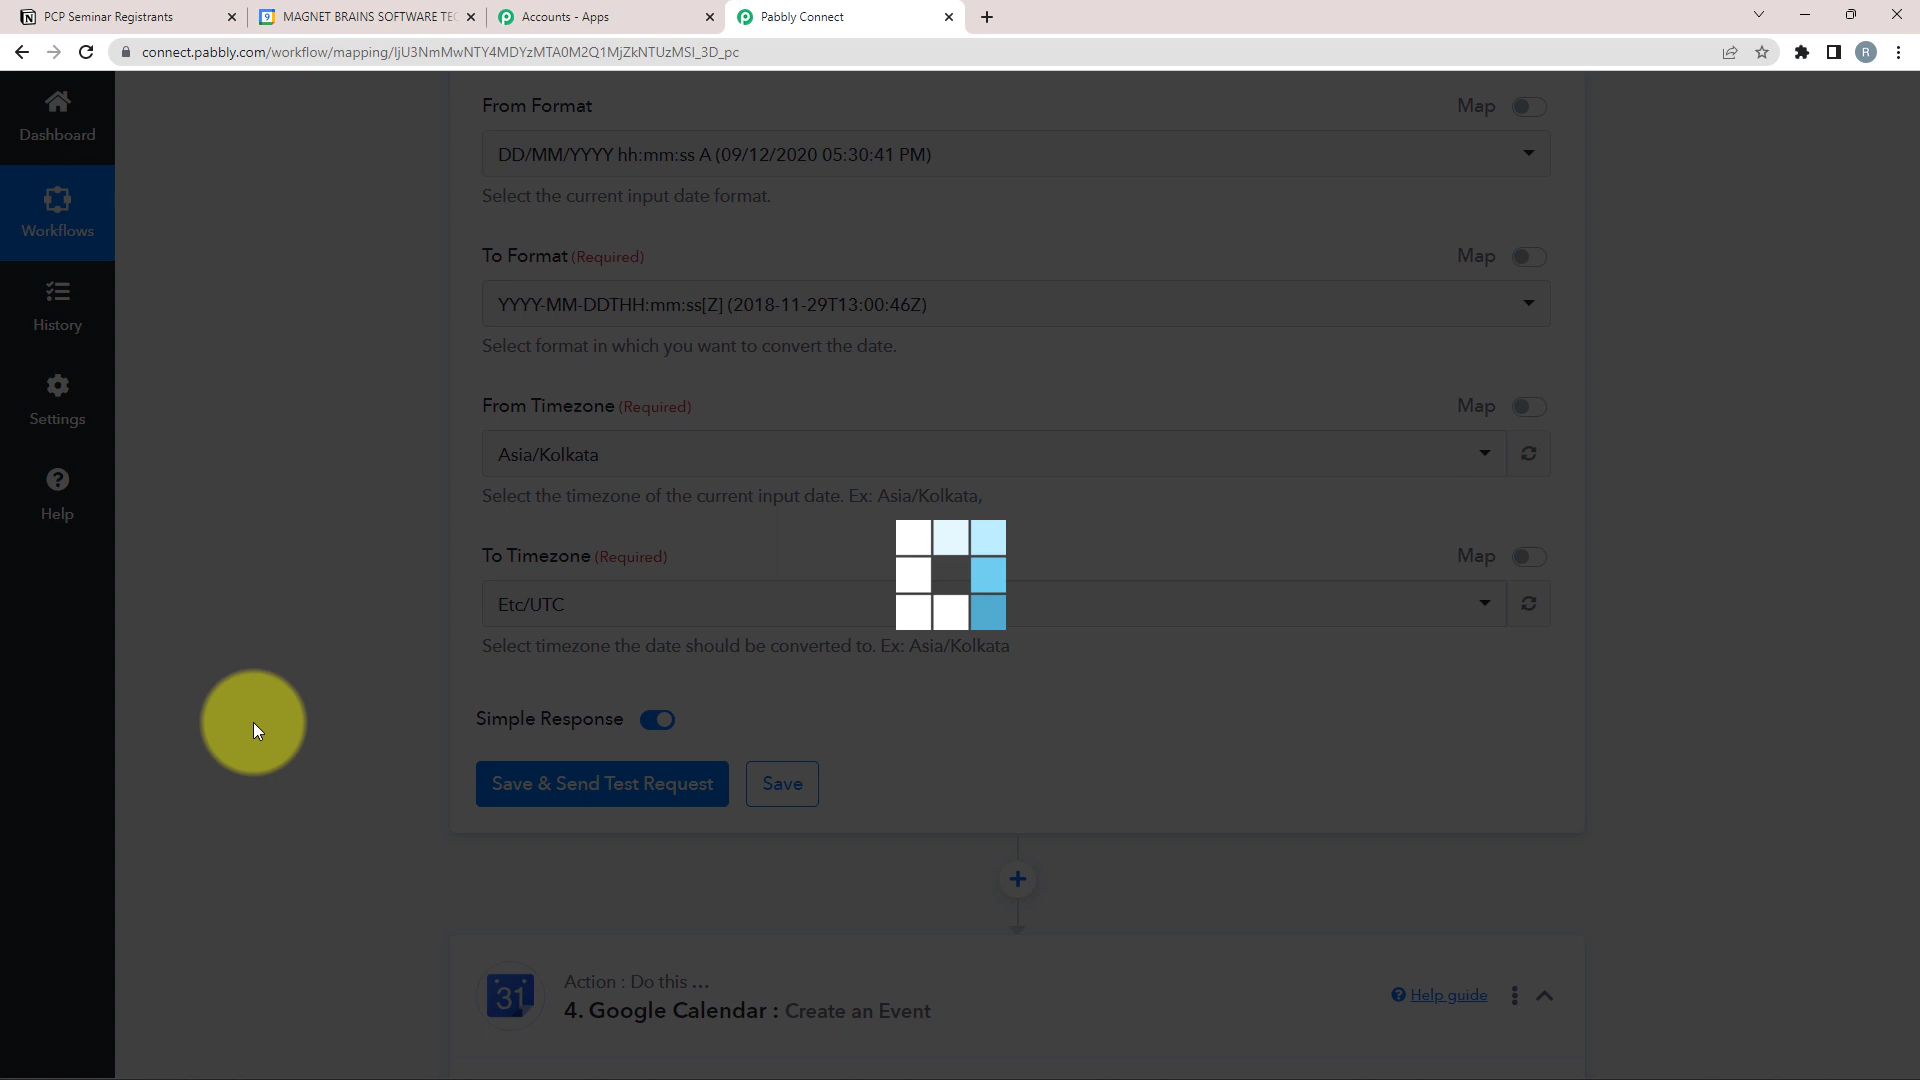 PCP Seminar Registrants
9
MAGNET BRAINS SOFTWARE TEC
Accounts - Apps
Pabbly Connect
connect.pabbly.com/workflow/mapping/IjU3NmMwNTY4MDYzMTA0M2Q1MjZkNTUzMSI_3D_pc
R
Dashboard
Workflows
History
Settings
Help
From Format
Map
DD/MM/YYYY hh:mm:ss A (09/12/2020 05:30:41 PM)
Select the current input date format.
To Format (Required)
Map
YYYY-MM-DDTHH:mm:ss[Z] (2018-11-29T13:00:46Z)
Select format in which you want to convert the date.
From Timezone (Required)
Map
Asia/Kolkata
Select the timezone of the current input date. Ex: Asia/Kolkata,
To Timezone (Required)
Map
Etc/UTC
Select timezone the date should be converted to. Ex: Asia/Kolkata
Simple Response
Save & Send Test Request
Save
31
Action : Do this ...
4. Google Calendar : Create an Event
Help guide